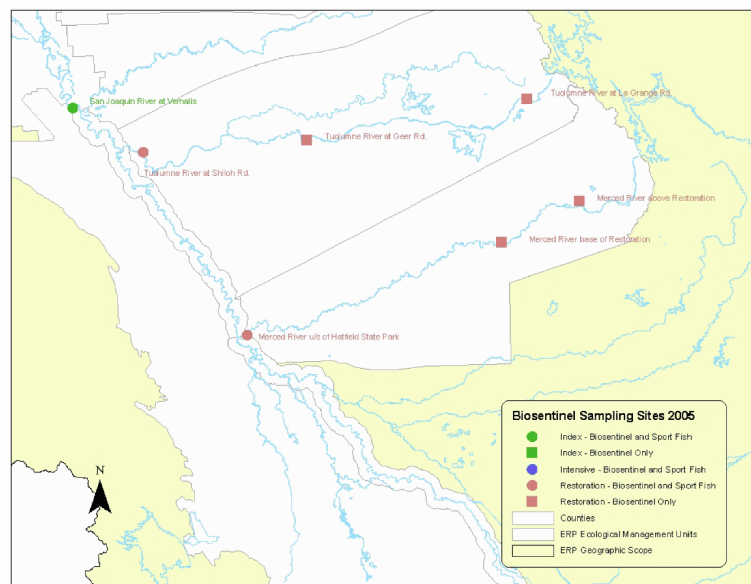 San Joaquin River at Vernalis
Tuolumne River at La Grange Rd.
Tuolumne River at Geer Rd.
Tuolumne River at Shiloh Rd.
Merced River above Restoration
Merced River base of Restoration
Merced River u/s of Hatfield State Park
N
Biosentinel Sampling Sites 2005
Index - Biosentinel and Sport Fish
Index - Biosentinel Only
Intensive - Biosentinel and Sport Fish
Restoration - Biosentinel and Sport Fish
Restoration - Biosentinel Only
Counties
ERP Ecological Management Units
ERP Geographic Scope